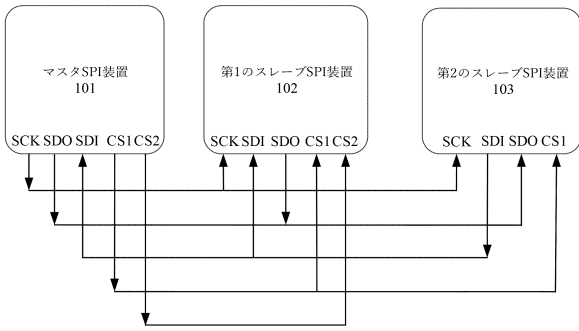 マスタSPI装置
101
SCK SDO SDI CS1 CS2
第1のスレーブSPI装置
102
SCK SDI SDO CS1 CS2
第2のスレーブSPI装置
103
SCK SDI SDO CS1